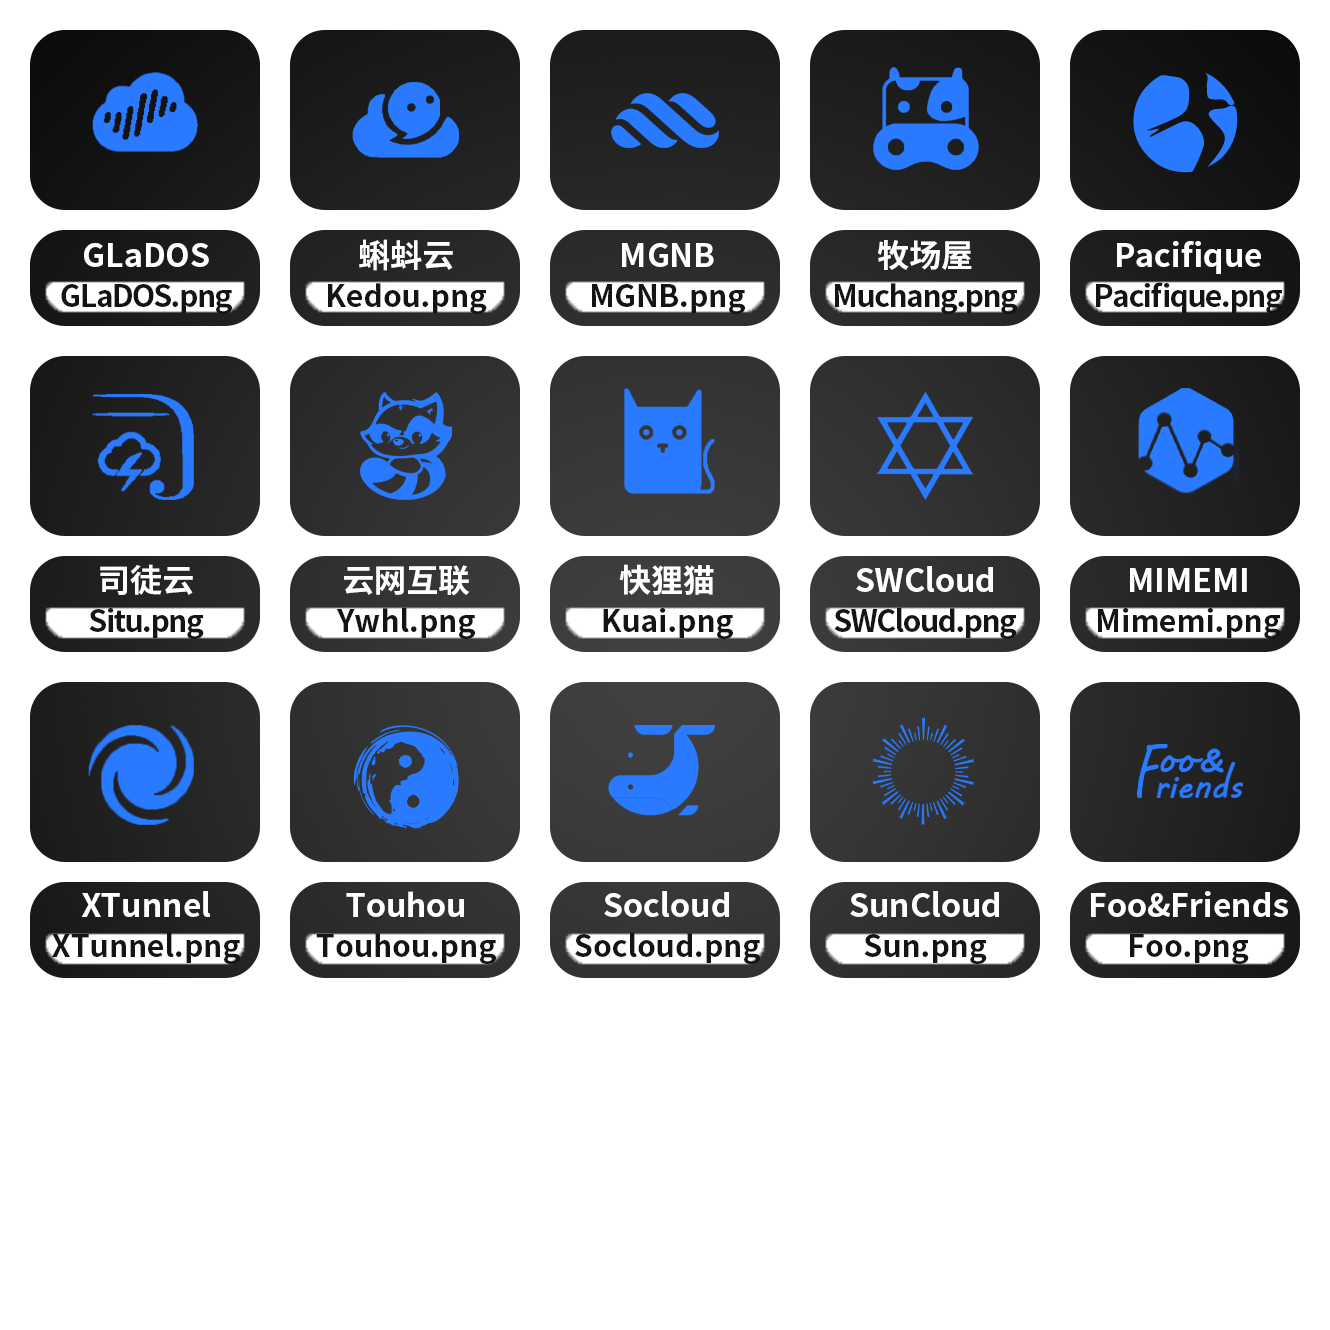 GLaDOS
GLaDOS.png
蝌蚪云
Kedou.png
MGNB
MGNB.png
牧场屋
Muchang.png
Pacifique
Pacifique.png
司徒云
Situ.png
云网互联
Ywhl.png
快狸猫
Kuai.png
SWCloud
SWCloud.png
MIMEMI
Mimemi.png
XTunnel
XTunnel.png
Touhou
Touhou.png
Socloud
Socloud.png
SunCloud
Sun.png
Foo&
Friends
Foo&Friends
Foo.png